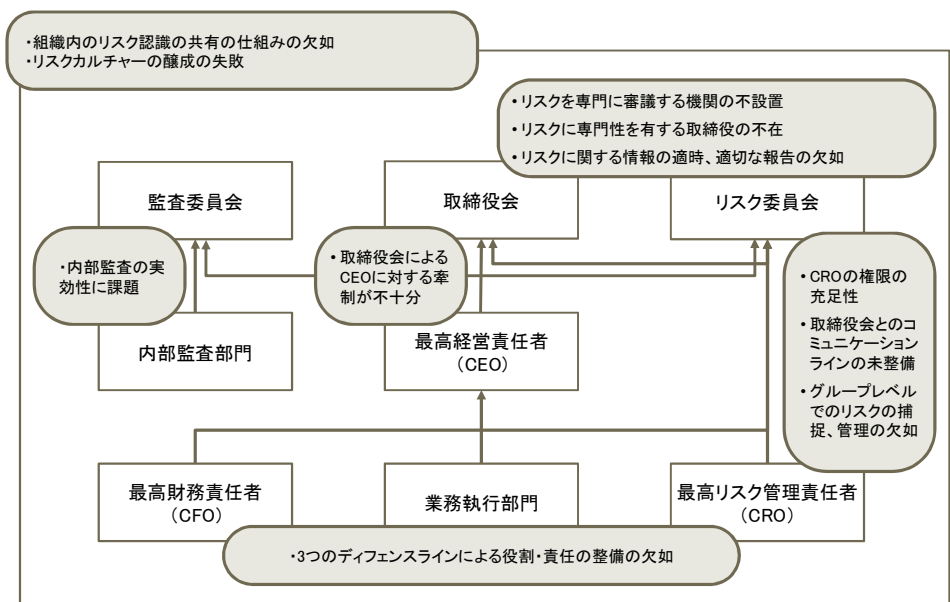 ・組織内のリスク認識の共有の仕組みの欠如
・リスクカルチャーの醸成の失敗
• リスクを専門に審議する機関の不設置
• リスクに専門性を有する取締役の不在
• リスクに関する情報の適時、適切な報告の欠如
監査委員会
取締役会
リスク委員会
・内部監査の実
効性に課題
• 取締役会による
CEOに対する牽
制が不十分
• CROの権限の
充足性
• 取締役会とのコ
ミュニケーション
ラインの未整備
• グループレベル
でのリスクの捕
捉、管理の欠如
内部監査部門
最高経営責任者
（CEO）
最高財務責任者
（CFO）
業務執行部門
最高リスク管理責任者
（CRO）
・3つのディフェンスラインによる役割・責任の整備の欠如